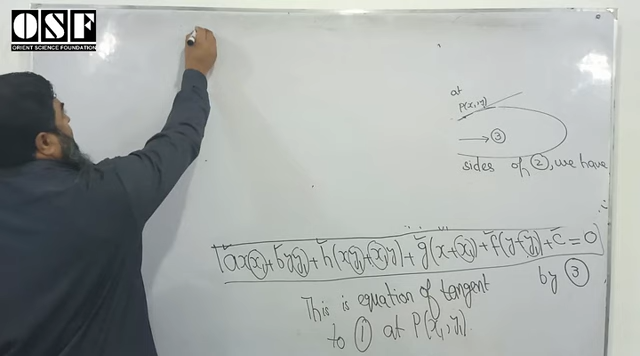 OSF
ORIENT SCIENCE FOUNDATION
at
P(x₁, y₁)
③
sides of ②, we have
axx₁ + byy₁ + h(xy₁ + x₁y) + g(x + x₁) + f(y + y₁) + c = 0
by ③
This is equation of tangent
to ① at P(x₁, y₁)